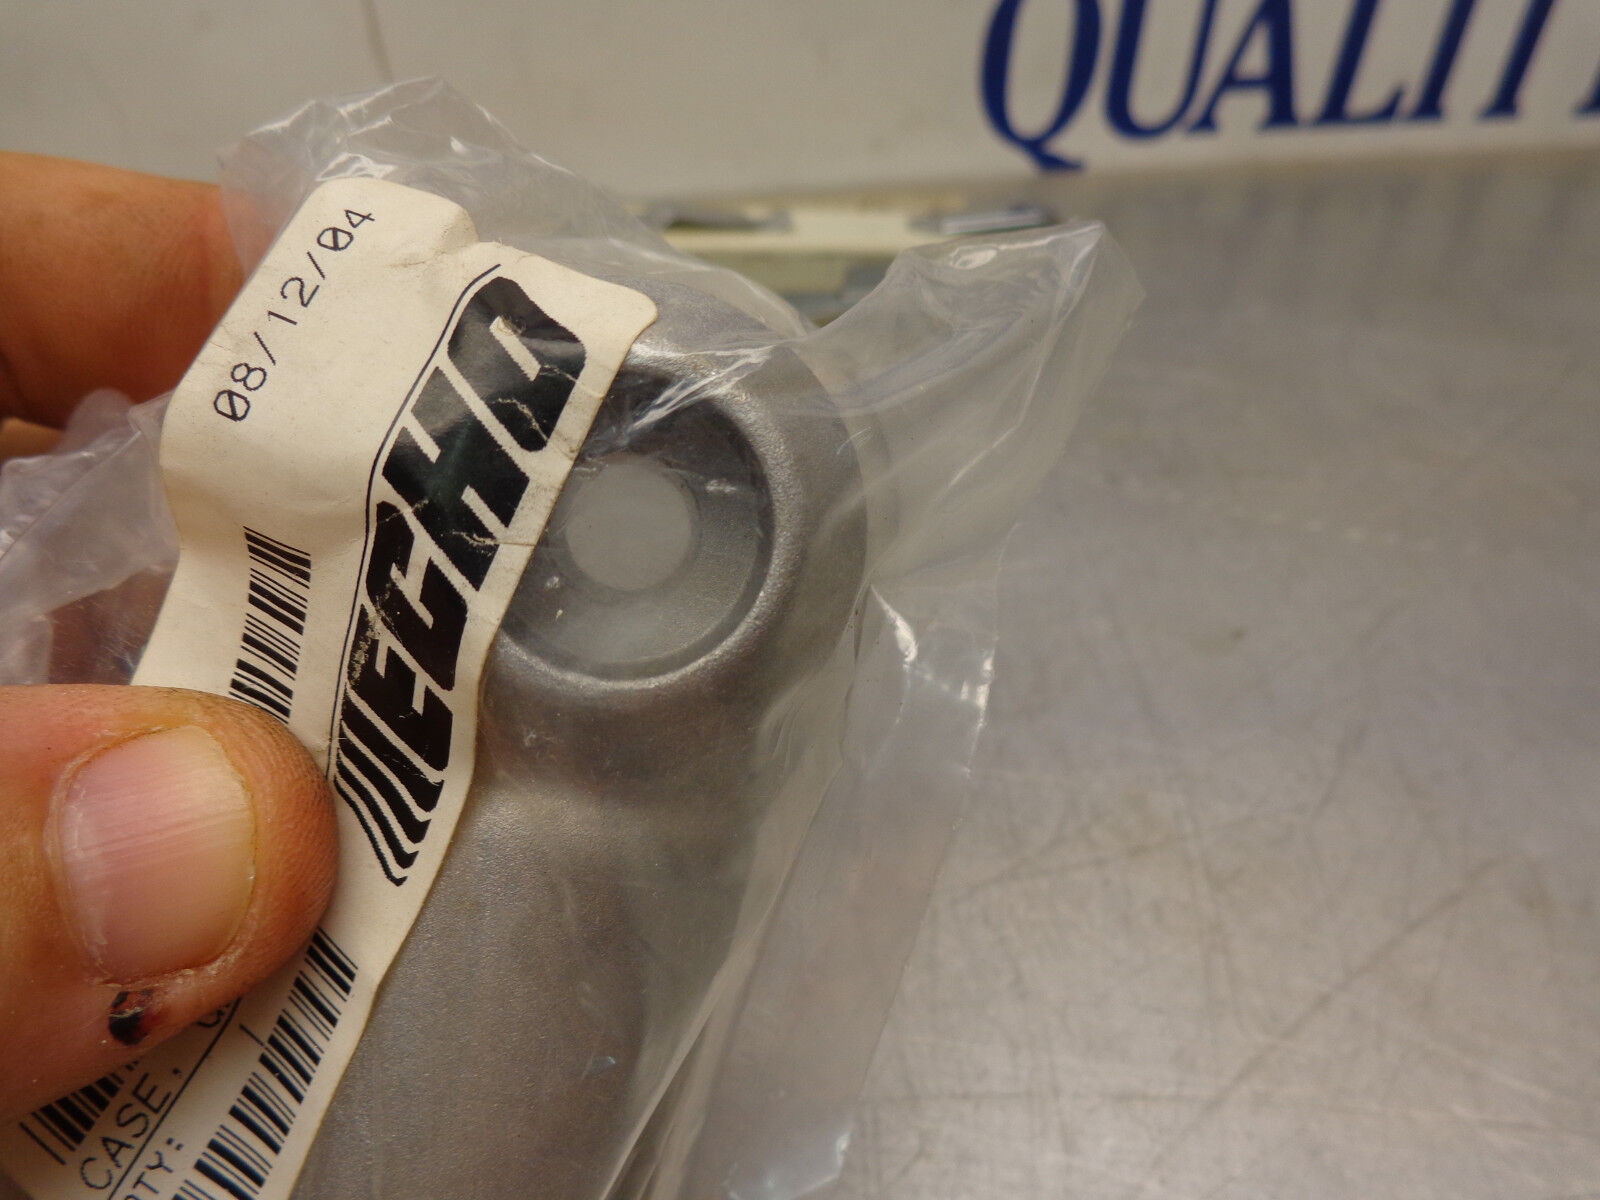 QUALIT
08/12/04
ECHO
CASE,
QTY: